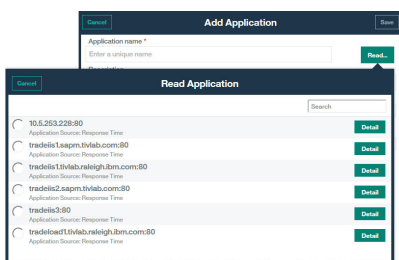 Cancel
Add Application
Save
Application name *
Enter a unique name
Read...
Description
Cancel
Read Application
Search
10.5.253.228:80
Application Source: Response Time
Detail
tradeiis1.sapm.tivlab.com:80
Application Source: Response Time
Detail
tradeiis1.tivlab.raleigh.ibm.com:80
Application Source: Response Time
Detail
tradeiis2.sapm.tivlab.com:80
Application Source: Response Time
Detail
tradeiis3:80
Application Source: Response Time
Detail
tradeload1.tivlab.raleigh.ibm.com:80
Application Source: Response Time
Detail